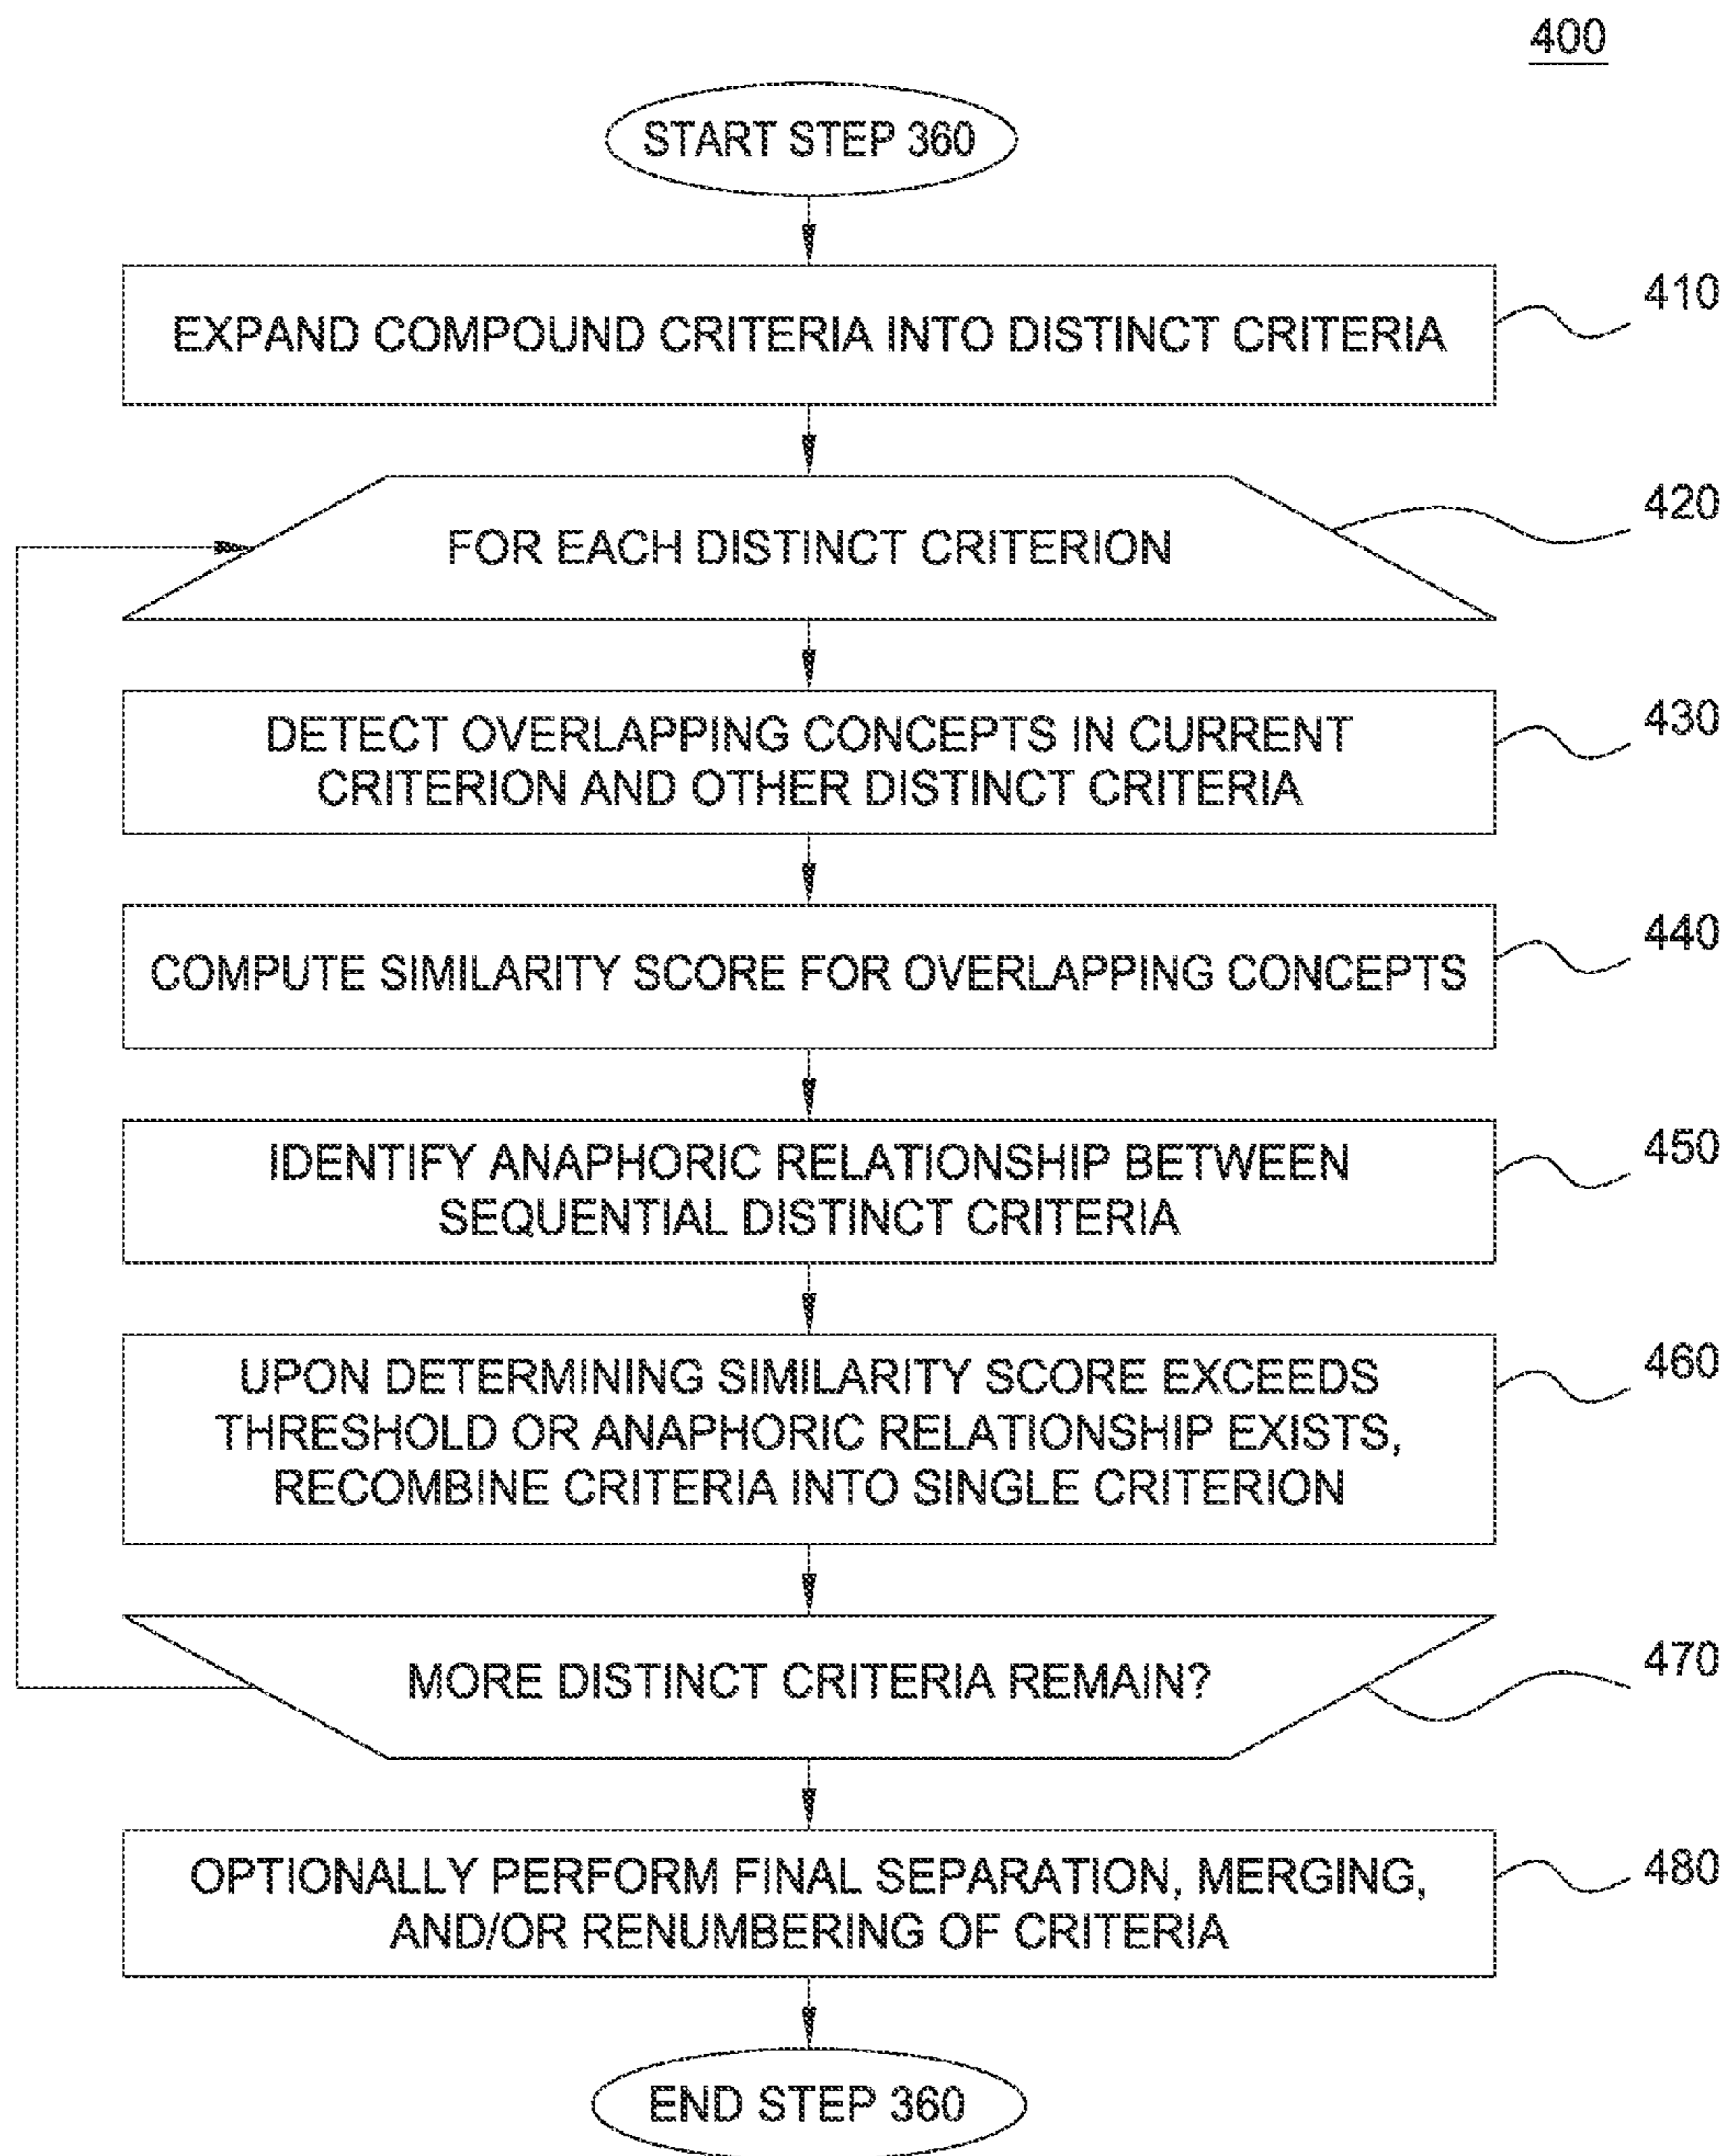 400
START STEP 360
EXPAND COMPOUND CRITERIA INTO DISTINCT CRITERIA
410
FOR EACH DISTINCT CRITERION
420
DETECT OVERLAPPING CONCEPTS IN CURRENT
CRITERION AND OTHER DISTINCT CRITERIA
430
COMPUTE SIMILARITY SCORE FOR OVERLAPPING CONCEPTS
440
IDENTIFY ANAPHORIC RELATIONSHIP BETWEEN
SEQUENTIAL DISTINCT CRITERIA
450
UPON DETERMINING SIMILARITY SCORE EXCEEDS
THRESHOLD OR ANAPHORIC RELATIONSHIP EXISTS,
RECOMBINE CRITERIA INTO SINGLE CRITERION
460
MORE DISTINCT CRITERIA REMAIN?
470
OPTIONALLY PERFORM FINAL SEPARATION, MERGING,
AND/OR RENUMBERING OF CRITERIA
480
END STEP 360